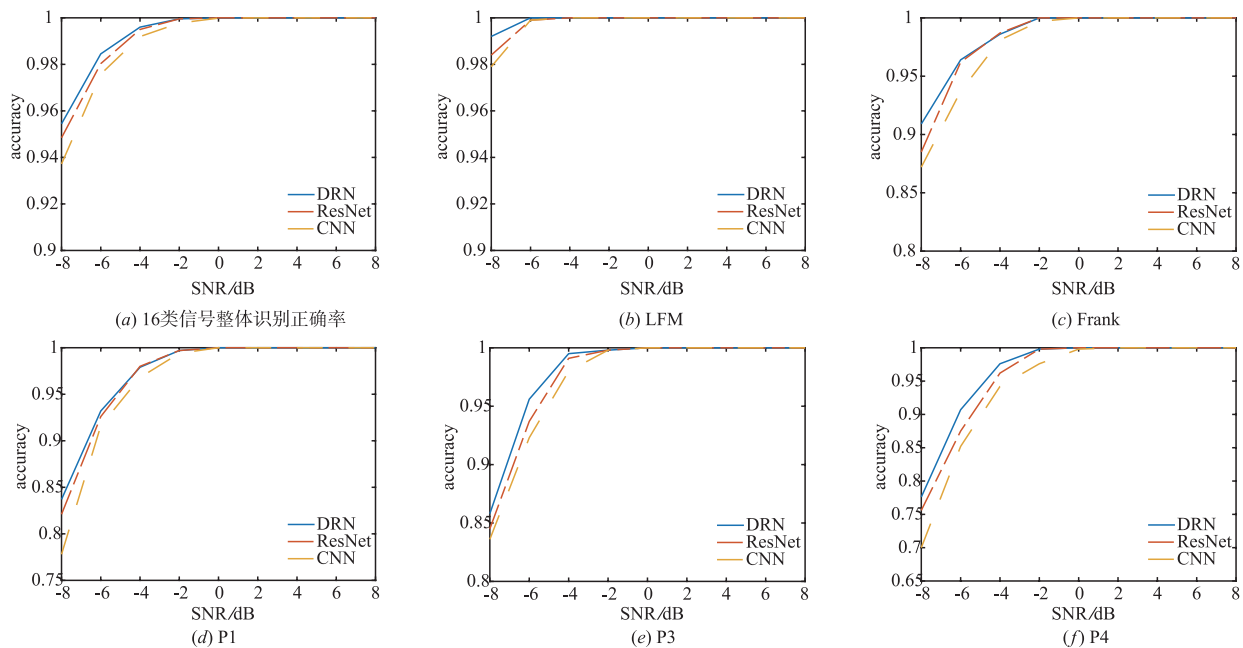 1
0.98
0.96
0.94
0.92
0.9
accuracy
-8 -6 -4 -2 0 2 4 6 8
SNR/dB
DRN
ResNet
CNN
(a) 16类信号整体识别正确率
1
0.98
0.96
0.94
0.92
0.9
accuracy
-8 -6 -4 -2 0 2 4 6 8
SNR/dB
DRN
ResNet
CNN
(b) LFM
1
0.95
0.9
0.85
0.8
accuracy
-8 -6 -4 -2 0 2 4 6 8
SNR/dB
DRN
ResNet
CNN
(c) Frank
1
0.95
0.9
0.85
0.8
0.75
accuracy
-8 -6 -4 -2 0 2 4 6 8
SNR/dB
DRN
ResNet
CNN
(d) P1
1
0.95
0.9
0.85
0.8
accuracy
-8 -6 -4 -2 0 2 4 6 8
SNR/dB
DRN
ResNet
CNN
(e) P3
1
0.95
0.9
0.85
0.8
0.75
0.7
0.65
accuracy
-8 -6 -4 -2 0 2 4 6 8
SNR/dB
DRN
ResNet
CNN
(f) P4